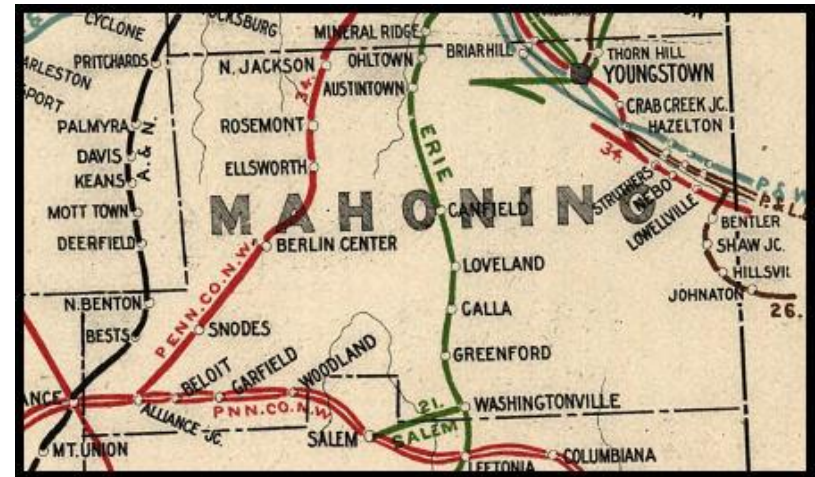 CYCLONE
MINERAL RIDGE
PRITCHARDS
N. JACKSON
OHLTOWN
BRIAR HILL
THORN HILL
YOUNGSTOWN
34.
AUSTINTOWN
CRAB CREEK JC.
HAZELTON
PALMYRA
ROSEMONT
ERIE
DAVIS
A. & N.
34.
KEANS
ELLSWORTH
STRUTHERS
NEBO
LOWELLVILLE
MOTT TOWN
MAHONING
CANFIELD
BENTLER
DEERFIELD
BERLIN CENTER
SHAW JC.
LOVELAND
HILLSVIL
JOHNATON
N. BENTON
PENN.CO.N.W.
CALLA
26.
BESTS
SNODES
GREENFORD
BELOIT
GARFIELD
WOODLAND
ANCE
ALLIANCE JC.
PNN.CO.N.W
21.
WASHINGTONVILLE
SALEM
SALEM
MT. UNION
LEETONIA
COLUMBIANA